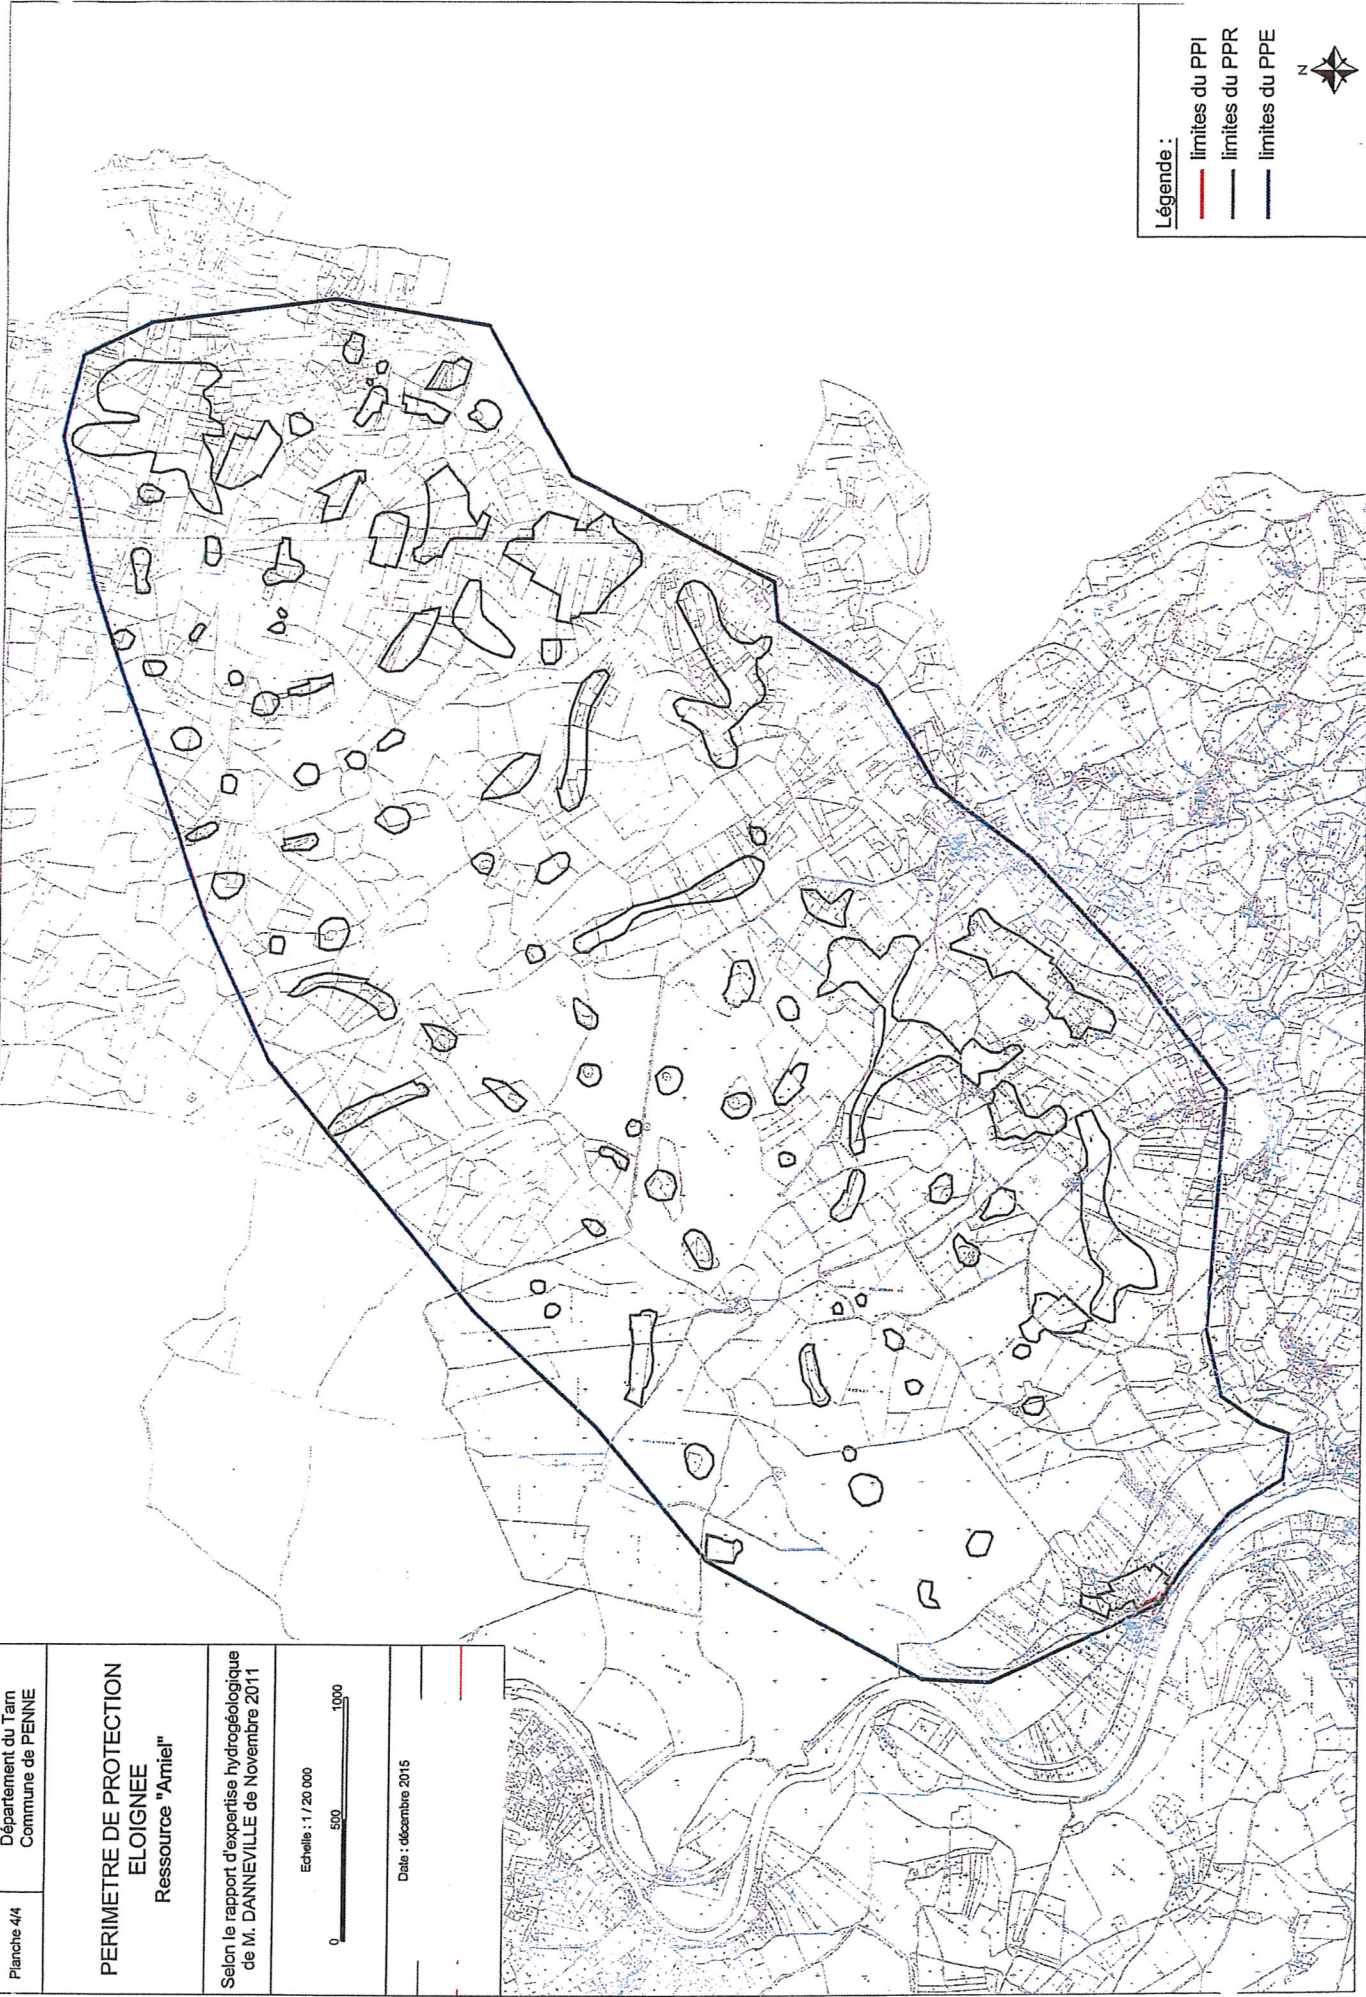 Planche 4/4
Département du Tarn
Commune de PENNE
PERIMETRE DE PROTECTION
ELOIGNEE
Ressource "Amiel"
Selon le rapport d'expertise hydrogéologique
de M. DANNEVILLE de Novembre 2011
Echelle : 1 / 20 000
0 500 1000
Date : décembre 2015
Légende :
limites du PPI
limites du PPR
limites du PPE
N